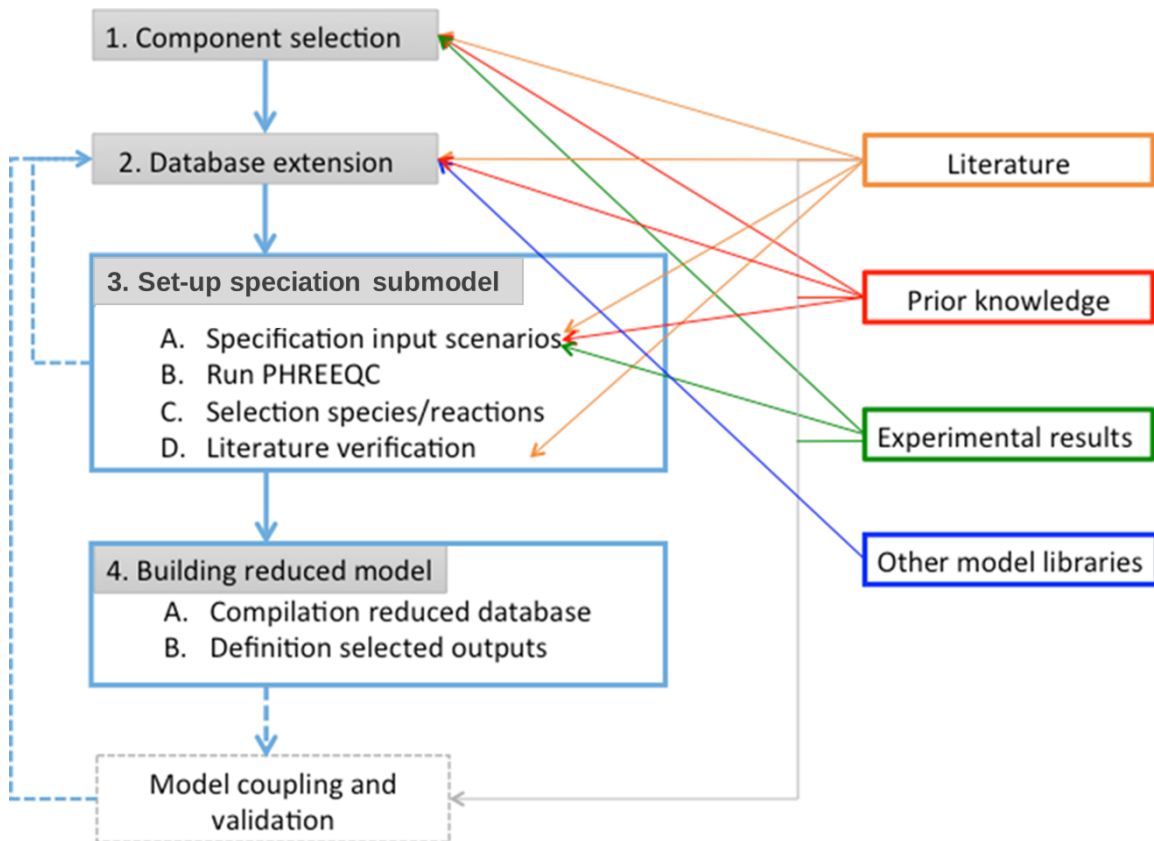 1. Component selection
2. Database extension
Literature
3. Set-up speciation submodel
Prior knowledge
A. Specification input scenarios
B. Run PHREEQC
C. Selection species/reactions
D. Literature verification
Experimental results
Other model libraries
4. Building reduced model
A. Compilation reduced database
B. Definition selected outputs
Model coupling and
validation